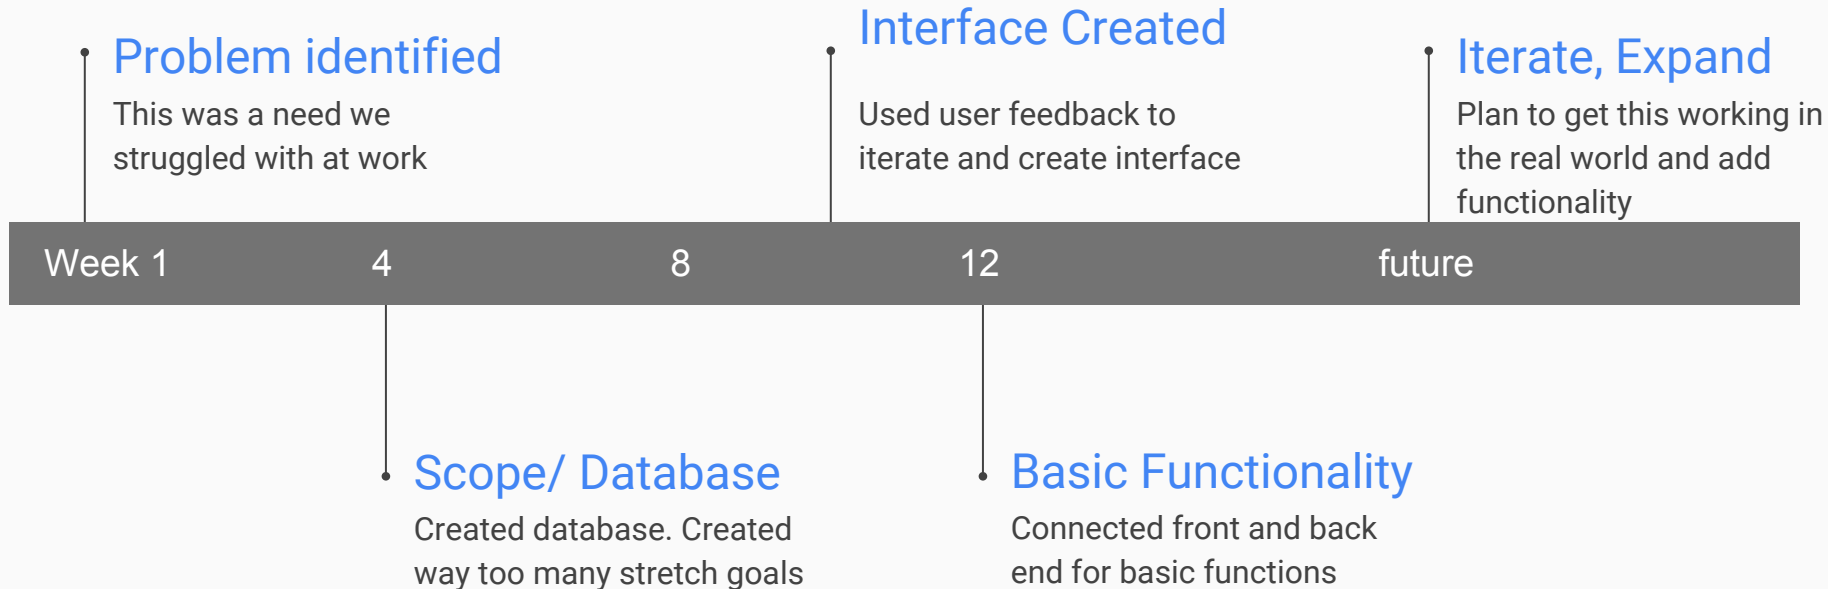 Problem identified
This was a need we
struggled with at work
Interface Created
Used user feedback to
iterate and create interface
Iterate, Expand
Plan to get this working in
the real world and add
functionality
Week 1
4
8
12
future
Scope/ Database
Created database. Created
way too many stretch goals
Basic Functionality
Connected front and back
end for basic functions